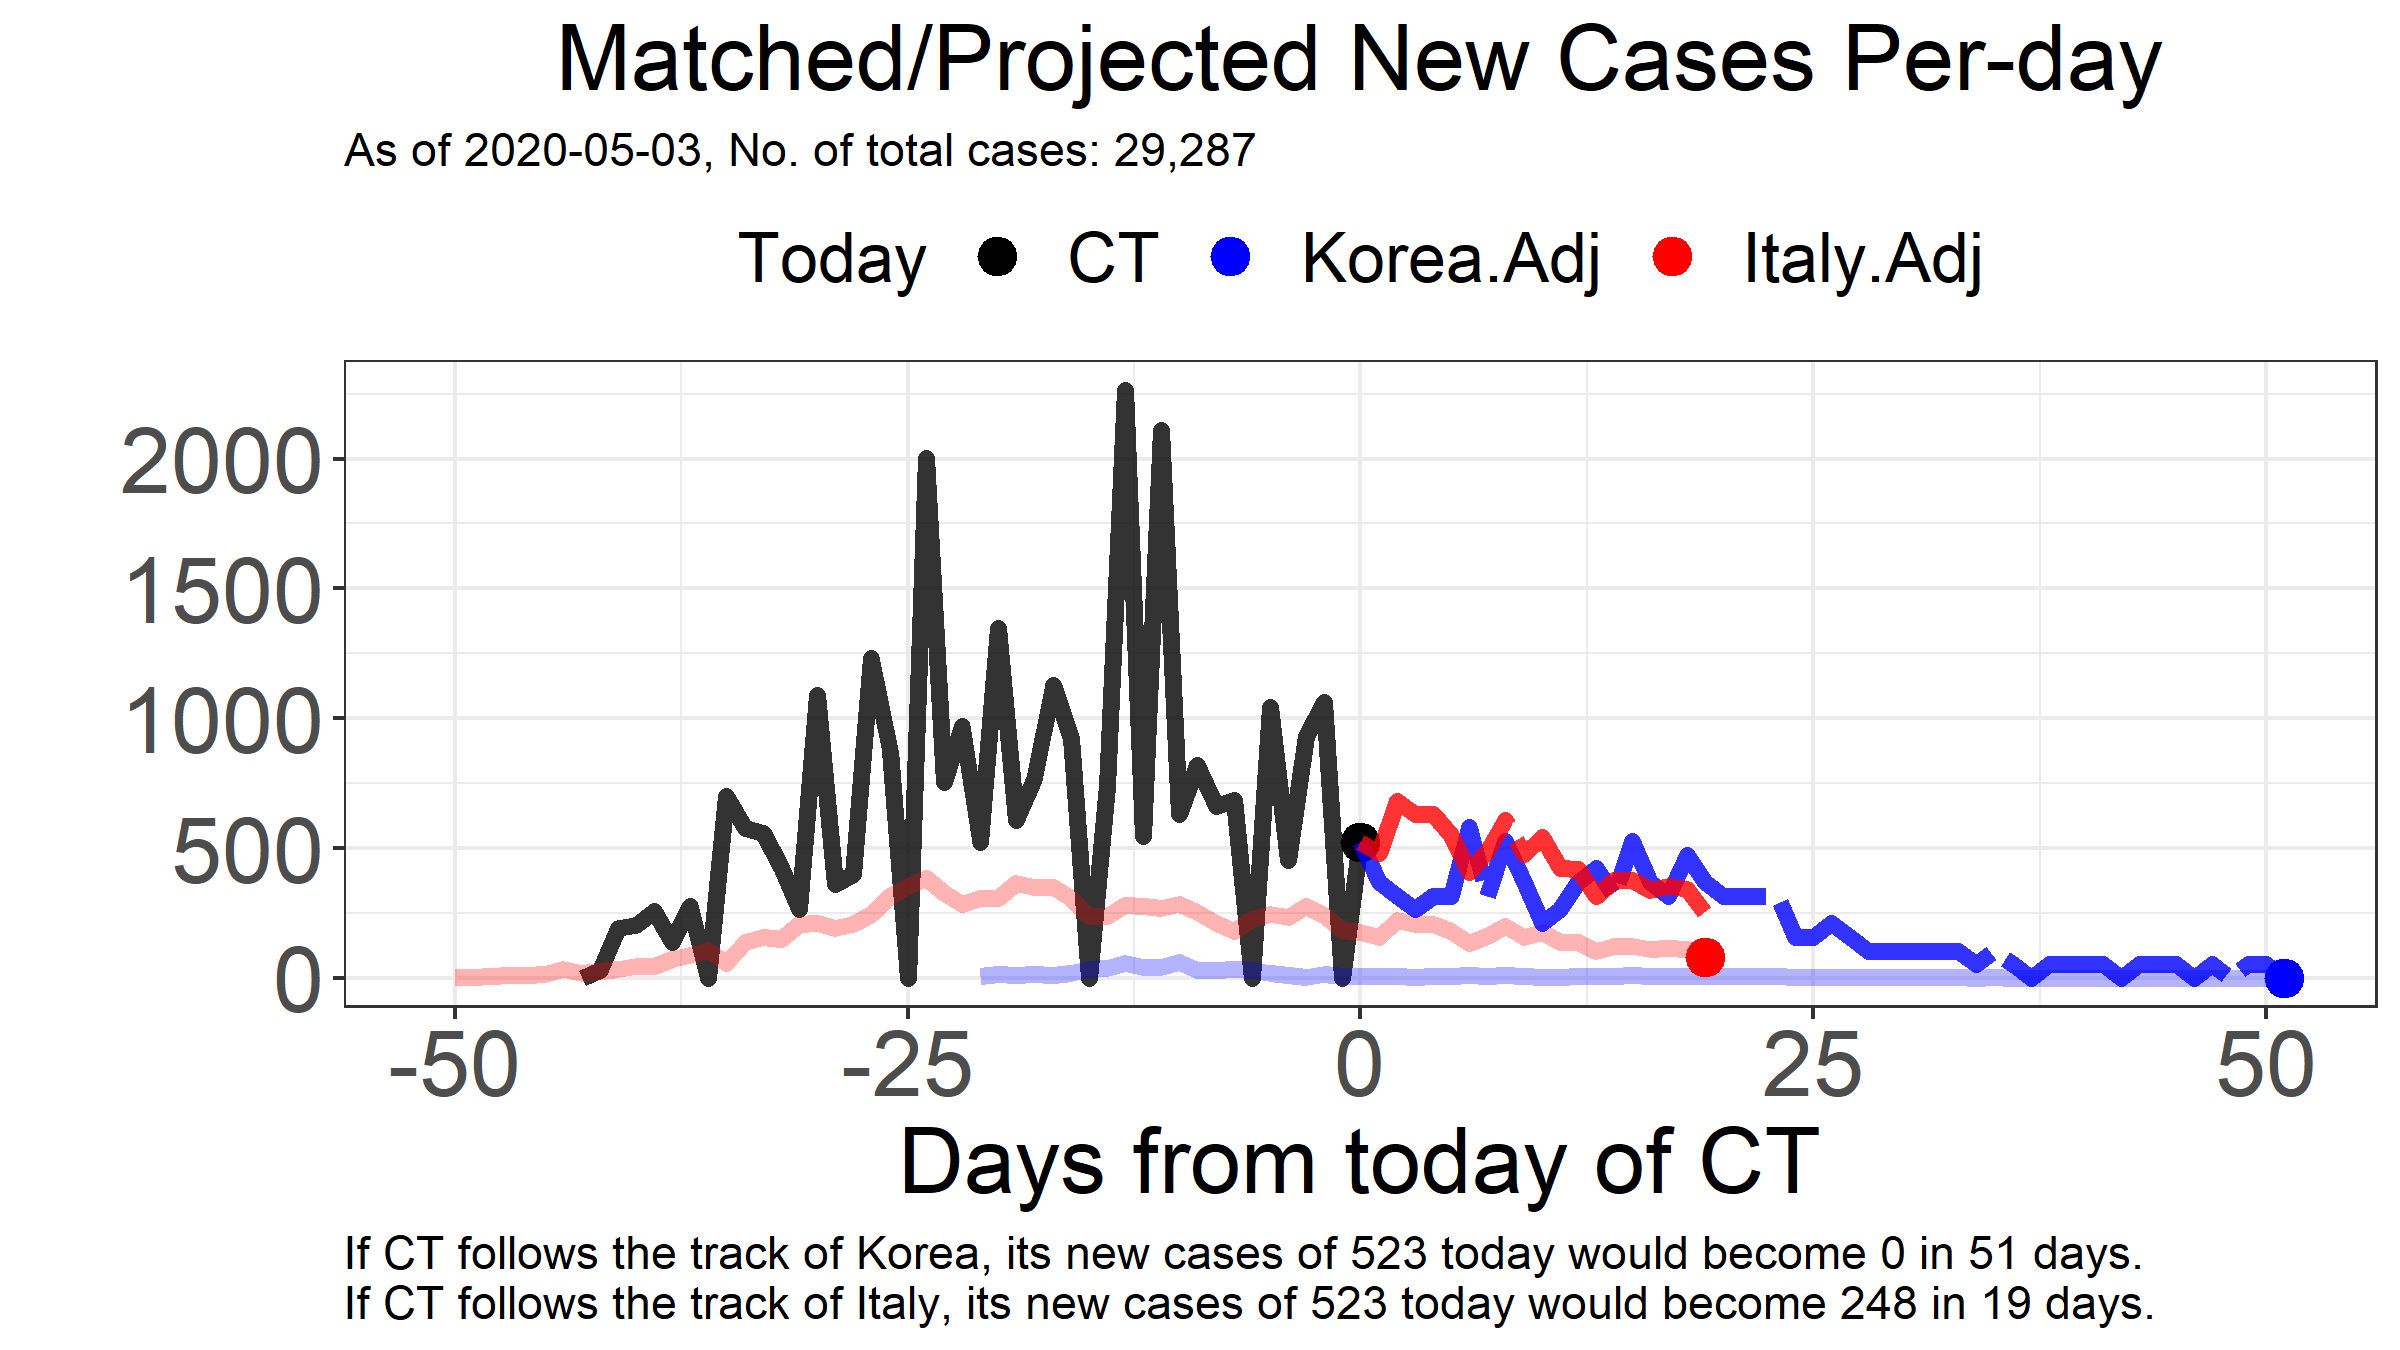 Matched/Projected New Cases Per-day
As of 2020-05-03, No. of total cases: 29,287
Today CT Korea.Adj Italy.Adj
2000
1500
1000
500
0
-50 -25 0 25 50
Days from today of CT
If CT follows the track of Korea, its new cases of 523 today would become 0 in 51 days.
If CT follows the track of Italy, its new cases of 523 today would become 248 in 19 days.